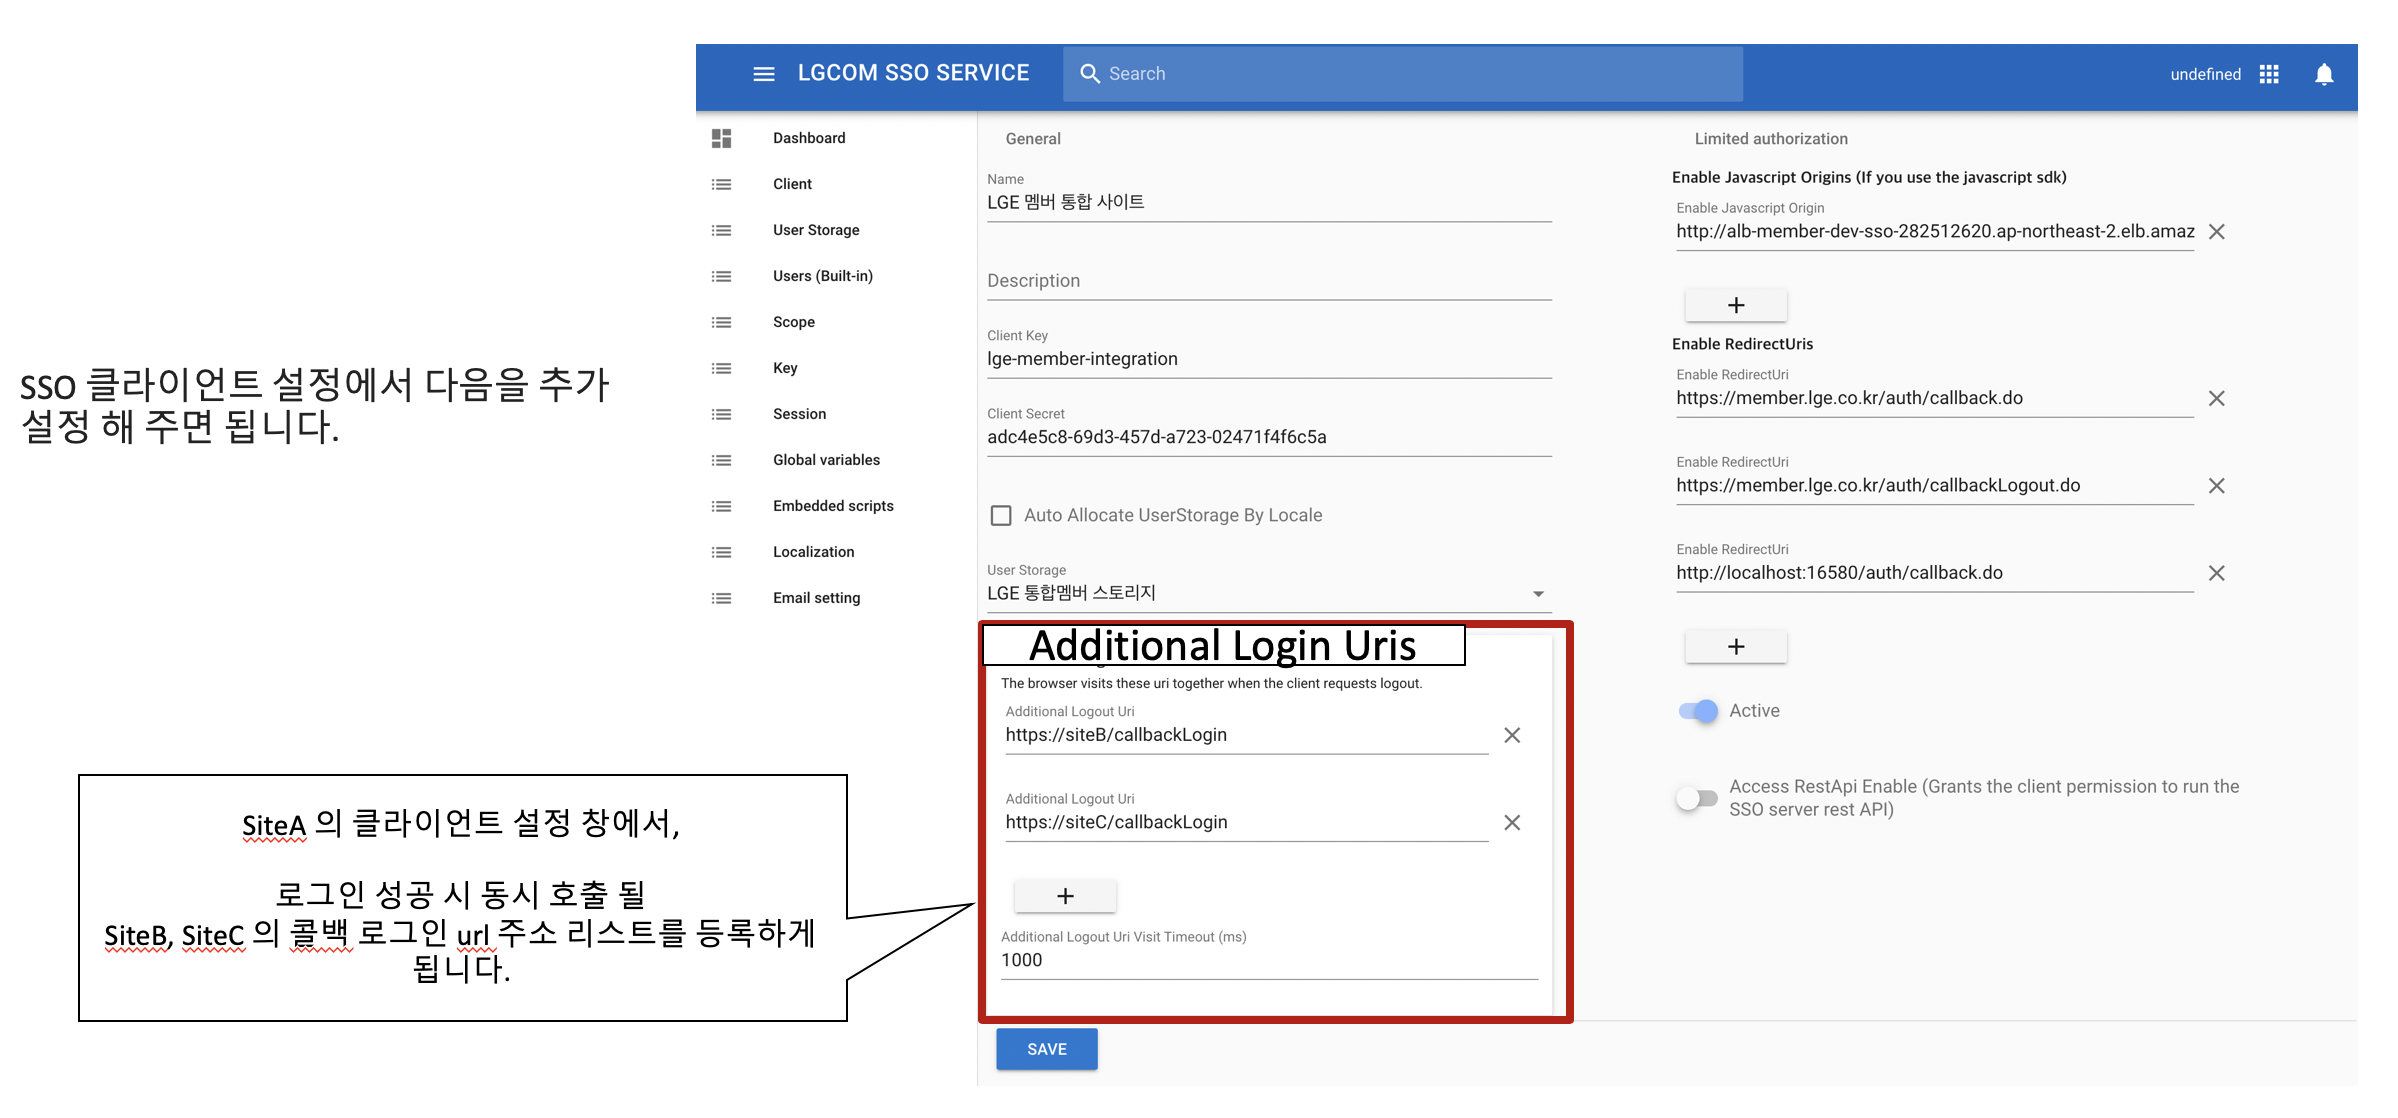 LGCOM SSO SERVICE
Search
undefined
Dashboard
Client
User Storage
Users (Built-in)
Scope
Key
Session
Global variables
Embedded scripts
Localization
Email setting
SSO 클라이언트 설정에서 다음을 추가
설정 해 주면 됩니다.
General
Name
LGE 멤버 통합 사이트
Description
Client Key
lge-member-integration
Client Secret
adc4e5c8-69d3-457d-a723-02471f4f6c5a
Auto Allocate UserStorage By Locale
User Storage
LGE 통합멤버 스토리지
Additional Login Uris
The browser visits these uri together when the client requests logout.
Additional Logout Uri
https://siteB/callbackLogin
Additional Logout Uri
https://siteC/callbackLogin
+
Additional Logout Uri Visit Timeout (ms)
1000
SAVE
Limited authorization
Enable Javascript Origins (If you use the javascript sdk)
Enable Javascript Origin
http://alb-member-dev-sso-282512620.ap-northeast-2.elb.amaz
+
Enable RedirectUris
Enable RedirectUri
https://member.lge.co.kr/auth/callback.do
Enable RedirectUri
https://member.lge.co.kr/auth/callbackLogout.do
Enable RedirectUri
http://localhost:16580/auth/callback.do
+
Active
Access RestApi Enable (Grants the client permission to run the
SSO server rest API)
SiteA 의 클라이언트 설정 창에서,
로그인 성공 시 동시 호출 될
SiteB, SiteC 의 콜백 로그인 url 주소 리스트를 등록하게
됩니다.